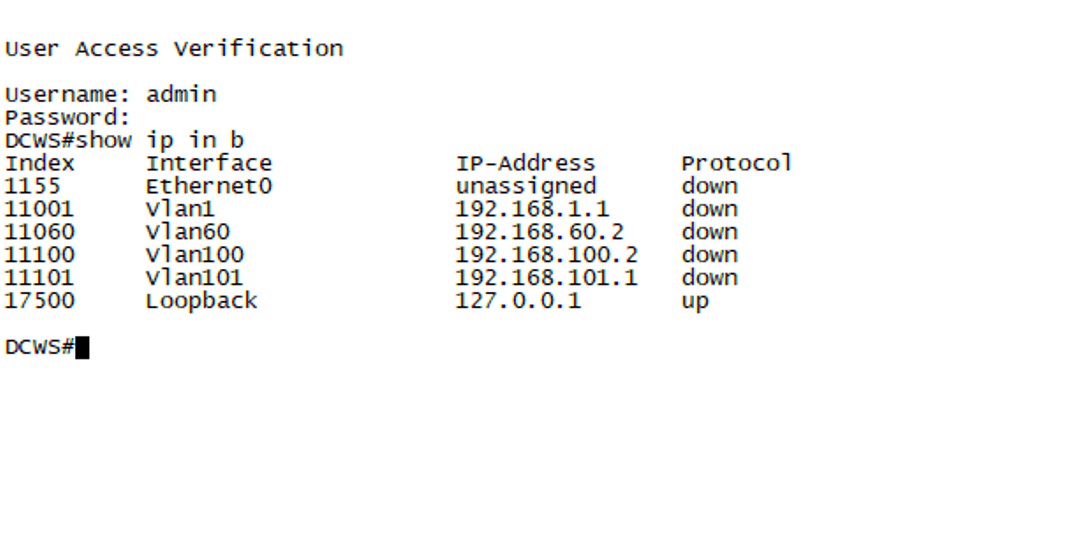 User Access Verification
Username: admin
Password:
DCWS#show ip in b
Index Interface IP-Address Protocol
1155 Ethernet0 unassigned down
11001 Vlan1 192.168.1.1 down
11060 Vlan60 192.168.60.2 down
11100 Vlan100 192.168.100.2 down
11101 Vlan101 192.168.101.1 down
17500 Loopback 127.0.0.1 up
DCWS#